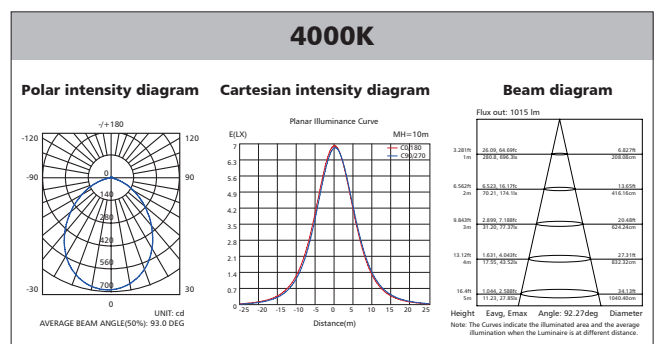 4000K
Polar intensity diagram
Cartesian intensity diagram
Beam diagram
-/+180
-120
120
-90
90
-30
30
0
0
140
280
420
560
700
UNIT: cd
AVERAGE BEAM ANGLE(50%): 93.0 DEG
Planar Illuminance Curve
E(LX)
MH=10m
C0/180
C90/270
7
6.3
5.6
4.9
4.2
3.5
2.8
2.1
1.4
0.7
0
-25 -20 -15 -10 -5 0 5 10 15 20 25
Distance(m)
Flux out: 1015 lm
3.281ft 26.09, 64.69fc 6.827ft
1m 280.8, 696.3lx 208.08cm
6.562ft 6.523, 16.17fc 13.65ft
2m 70.21, 174.1lx 416.16cm
9.843ft 2.899, 7.188fc 20.48ft
3m 31.20, 77.37lx 624.24cm
13.12ft 1.631, 4.043fc 27.31ft
4m 17.55, 43.52lx 832.32cm
16.4ft 1.044, 2.588fc 34.13ft
5m 11.23, 27.85lx 1040.40cm
Height Eavg, Emax Angle: 92.27deg Diameter
Note: The Curves indicate the illuminated area and the average
illumination when the Luminaire is at different distance.